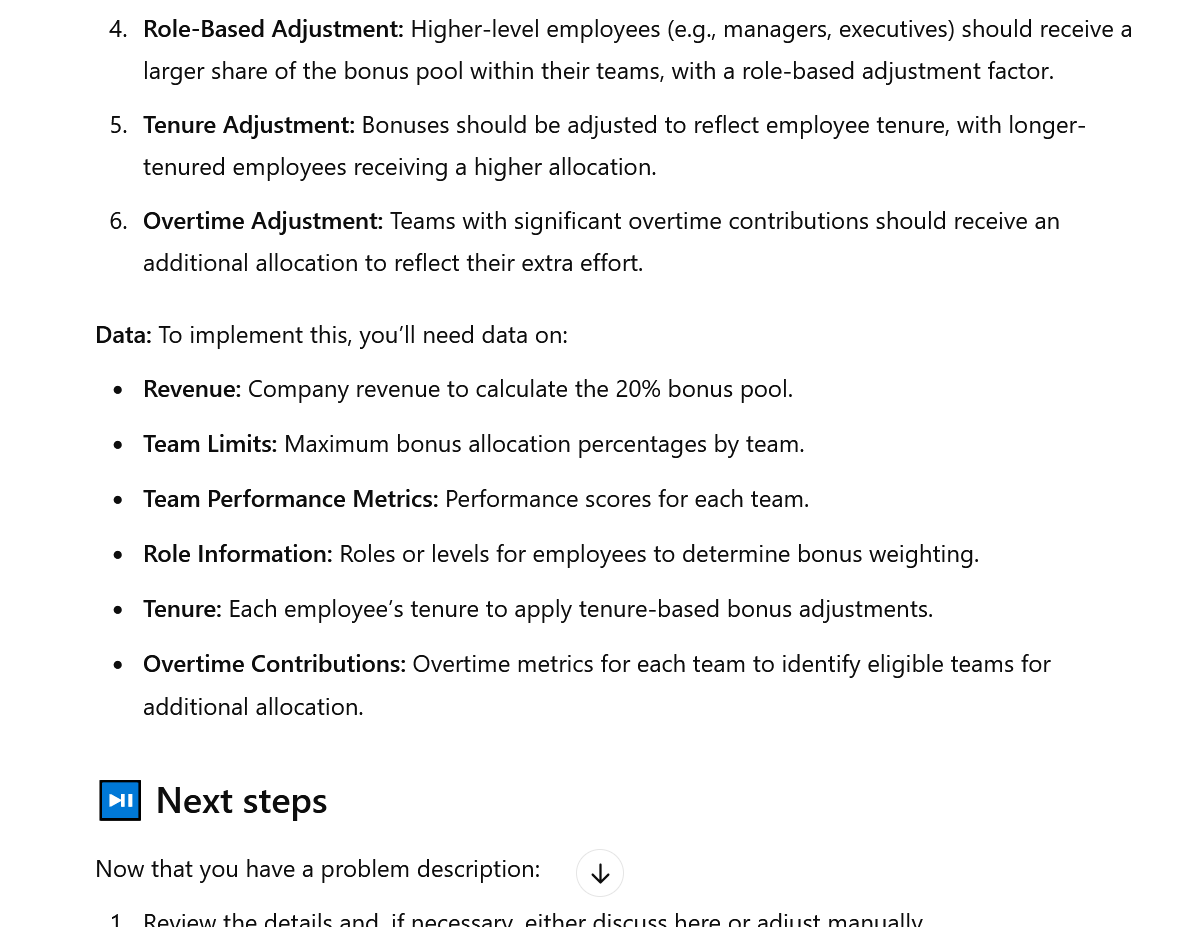 4. Role-Based Adjustment: Higher-level employees (e.g., managers, executives) should receive a
larger share of the bonus pool within their teams, with a role-based adjustment factor.
5. Tenure Adjustment: Bonuses should be adjusted to reflect employee tenure, with longer-
tenured employees receiving a higher allocation.
6. Overtime Adjustment: Teams with significant overtime contributions should receive an
additional allocation to reflect their extra effort.
Data: To implement this, you’ll need data on:
• Revenue: Company revenue to calculate the 20% bonus pool.
• Team Limits: Maximum bonus allocation percentages by team.
• Team Performance Metrics: Performance scores for each team.
• Role Information: Roles or levels for employees to determine bonus weighting.
• Tenure: Each employee’s tenure to apply tenure-based bonus adjustments.
• Overtime Contributions: Overtime metrics for each team to identify eligible teams for
additional allocation.
⏯️ Next steps
Now that you have a problem description:
1. Review the details and, if necessary, either discuss here or adjust manually.